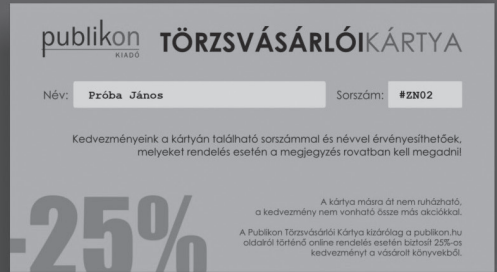 publikon
KIADÓ
TÖRZSVÁSÁRLÓIKÁRTYA
Név: Próba János Sorszám: #ZN02
Kedvezményeink a kártyán található sorszámmal és névvel érvényesíthetőek,
melyeket rendelés esetén a megjegyzés rovatban kell megadni!
-25%
A kártya másra át nem ruházható,
a kedvezmény nem vonható össze más akciókkal.
A Publikon Törzsvásárlói Kártya kizárólag a publikon.hu
oldalról történő online rendelés esetén biztosít 25%-os
kedvezményt a vásárolt könyvekből.